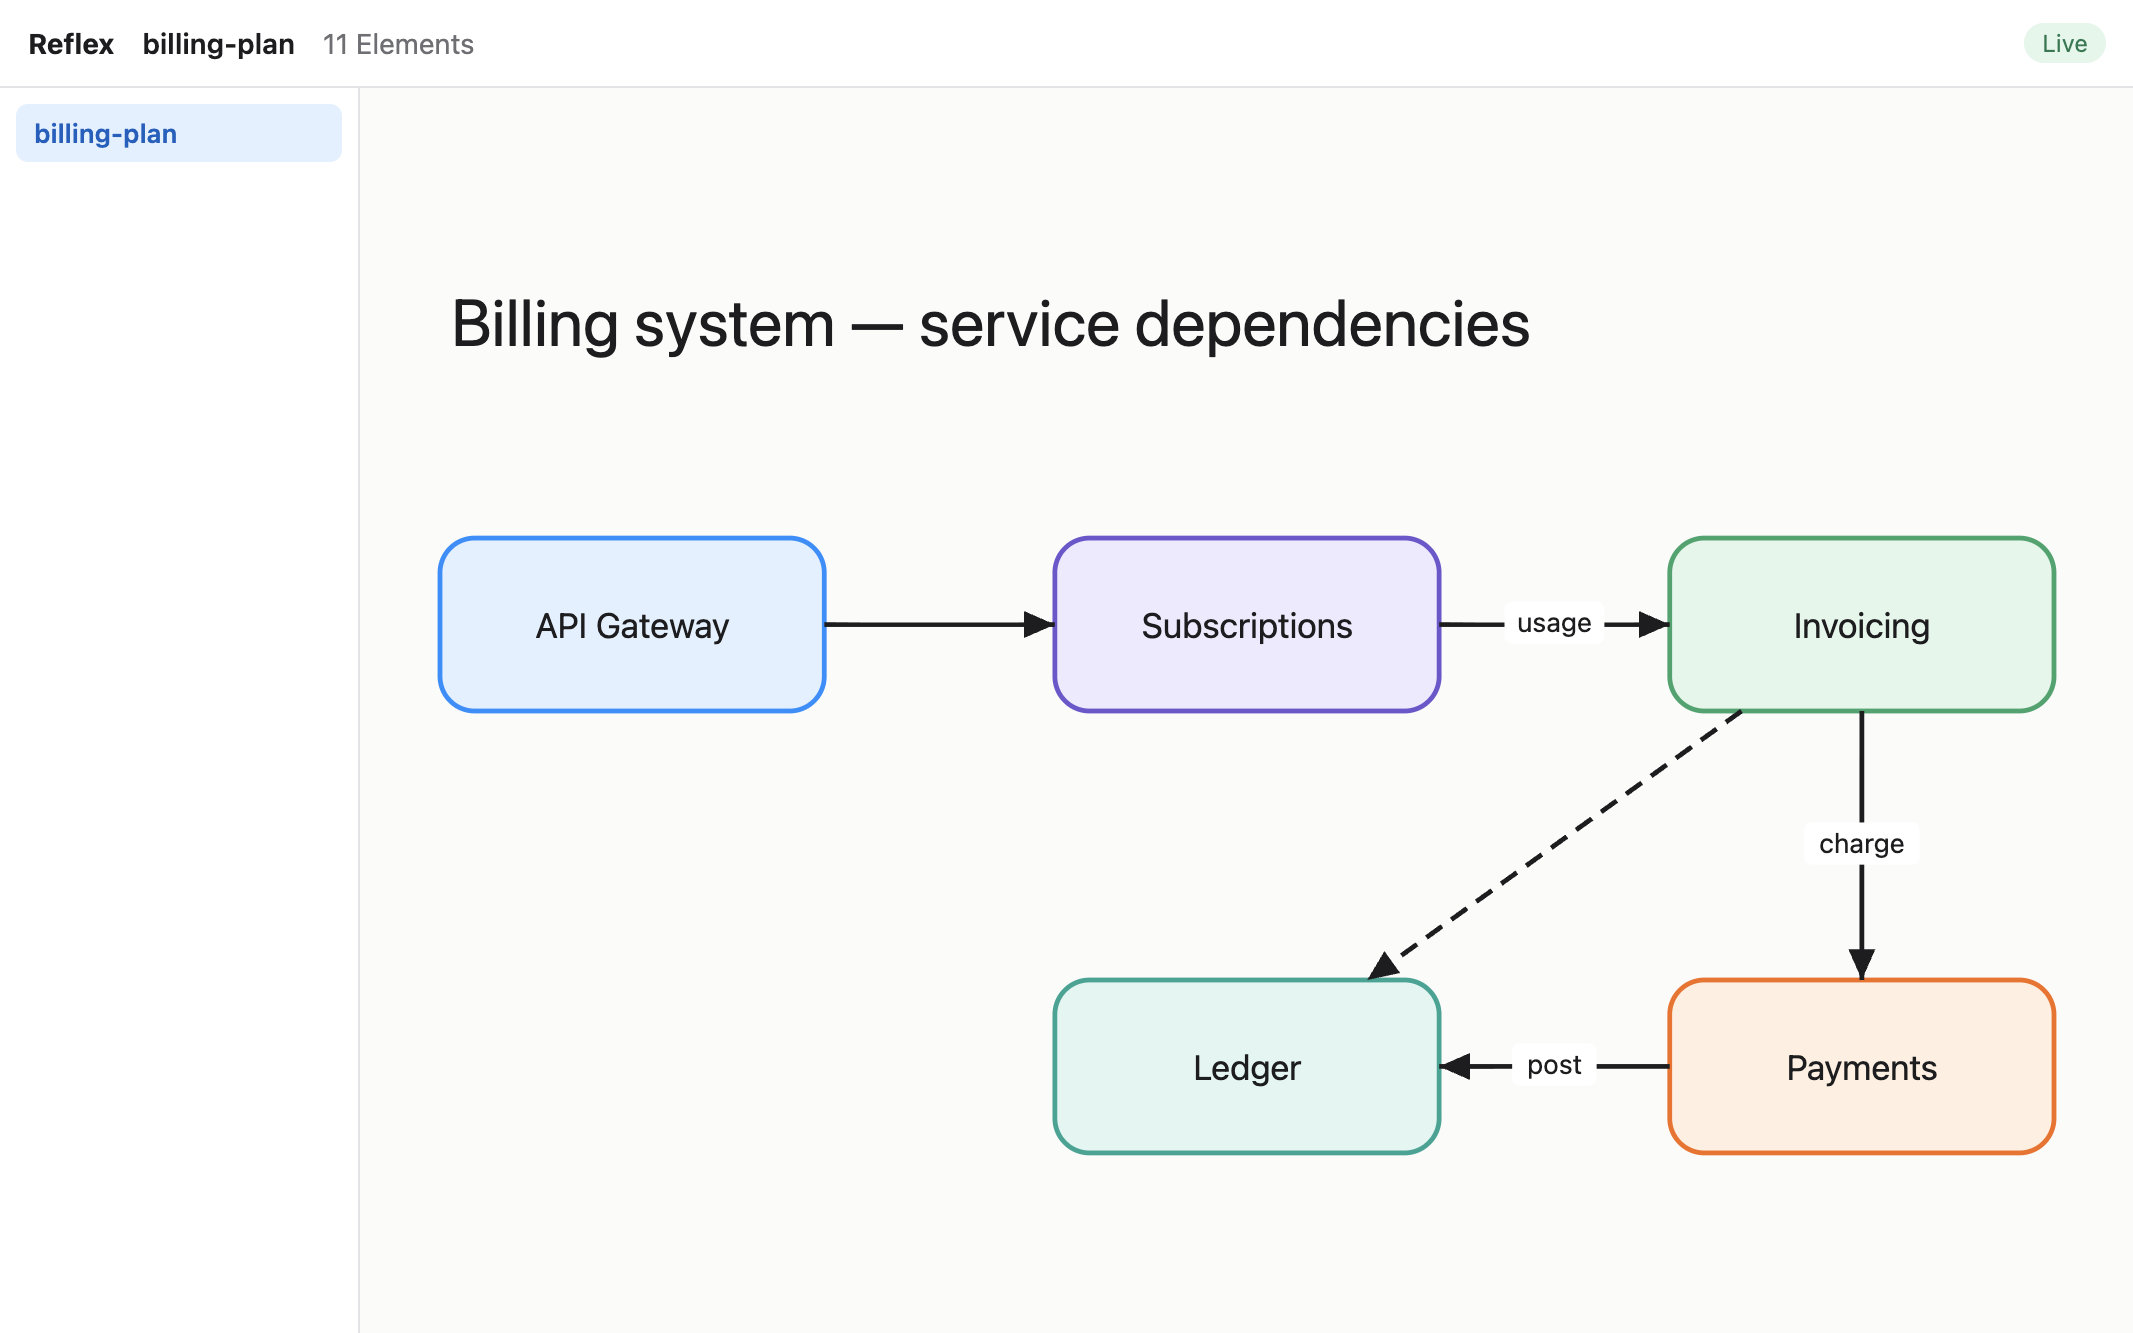 Reflex billing-plan 11 Elements Live
billing-plan
Billing system — service dependencies
API Gateway
Subscriptions
usage
Invoicing
charge
Ledger
post
Payments